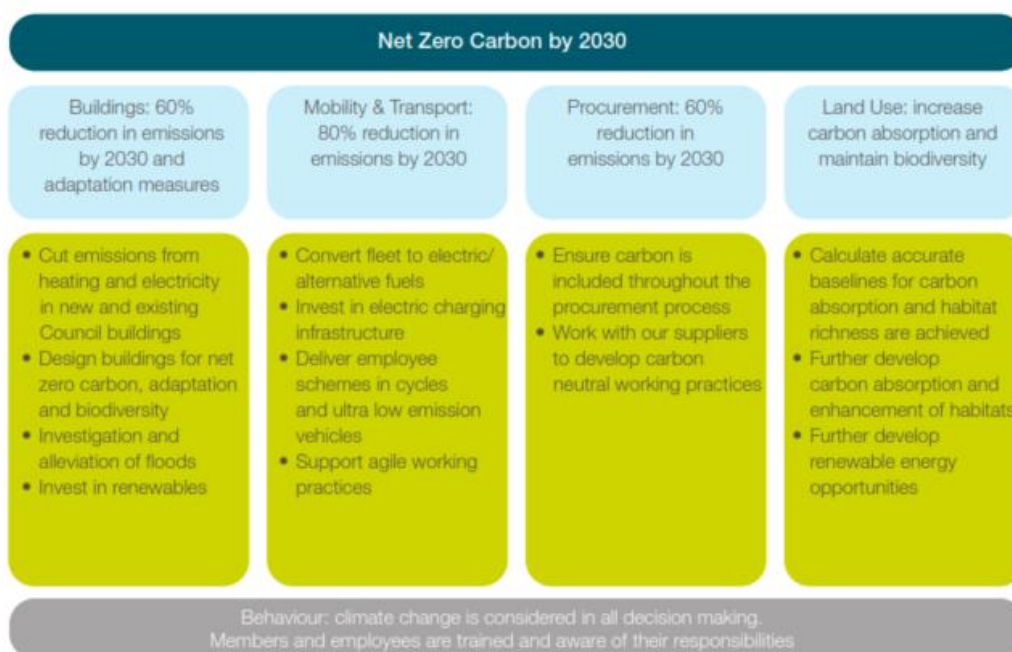 Net Zero Carbon by 2030
Buildings: 60%
reduction in emissions
by 2030 and
adaptation measures
Mobility & Transport:
80% reduction in
emissions by 2030
Procurement: 60%
reduction in
emissions by 2030
Land Use: increase
carbon absorption and
maintain biodiversity
• Cut emissions from
heating and electricity
in new and existing
Council buildings
• Design buildings for net
zero carbon, adaptation
and biodiversity
• Investigation and
alleviation of floods
• Invest in renewables
• Convert fleet to electric/
alternative fuels
• Invest in electric charging
infrastructure
• Deliver employee
schemes in cycles
and ultra low emission
vehicles
• Support agile working
practices
• Ensure carbon is
included throughout the
procurement process
• Work with our suppliers
to develop carbon
neutral working practices
• Calculate accurate
baselines for carbon
absorption and habitat
richness are achieved
• Further develop
carbon absorption and
enhancement of habitats
• Further develop
renewable energy
opportunities
Behaviour: climate change is considered in all decision making.
Members and employees are trained and aware of their responsibilities